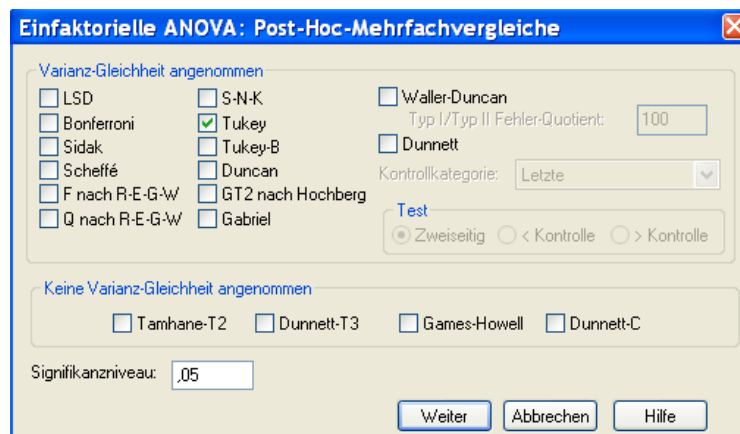 Einfaktorielle ANOVA: Post-Hoc-Mehrfachvergleiche
Varianz-Gleichheit angenommen
LSD
Bonferroni
Sidak
Scheffé
F nach R-E-G-W
Q nach R-E-G-W
S-N-K
Tukey
Tukey-B
Duncan
GT2 nach Hochberg
Gabriel
Waller-Duncan
Typ I/Typ II Fehler-Quotient: 100
Dunnett
Kontrollkategorie: Letzte
Test
Zweiseitig < Kontrolle > Kontrolle
Keine Varianz-Gleichheit angenommen
Tamhane-T2 Dunnett-T3 Games-Howell Dunnett-C
Signifikanzniveau: ,05
Weiter Abbrechen Hilfe